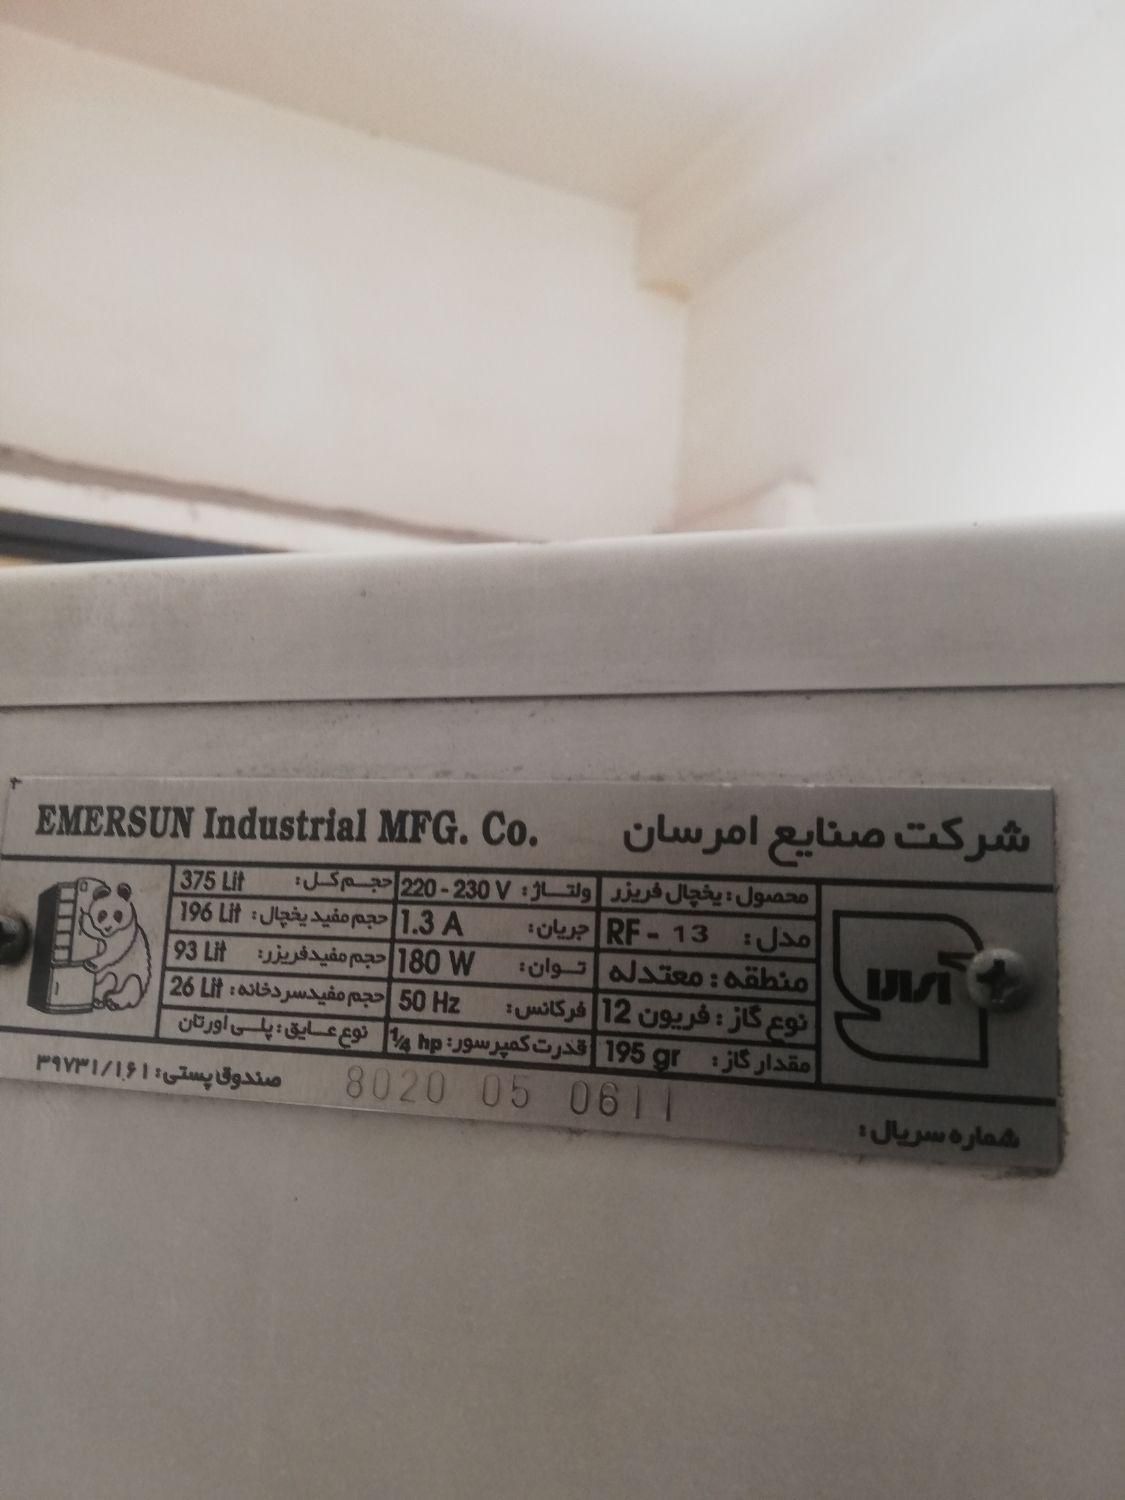 EMERSUN Industrial MFG. Co.
شرکت صنایع امرسان
محصول: یخچال فریزر
مدل: RF - 13
منطقه: معتدله
نوع گاز: فریون 12
مقدار گاز: 195 gr
ولتاژ: 220 - 230 V
جریان: 1.3 A
توان: 180 W
فرکانس: 50 Hz
قدرت کمپرسور: 1/4 hp
حجم کل: 375 Lit
حجم مفید یخچال: 196 Lit
حجم مفید فریزر: 93 Lit
حجم مفید سردخانه: 26 Lit
نوع عایق: پلی اورتان
شماره سریال: 8020 05 0611
صندوق پستی: ۳۹۷۳۱/۱۶۱